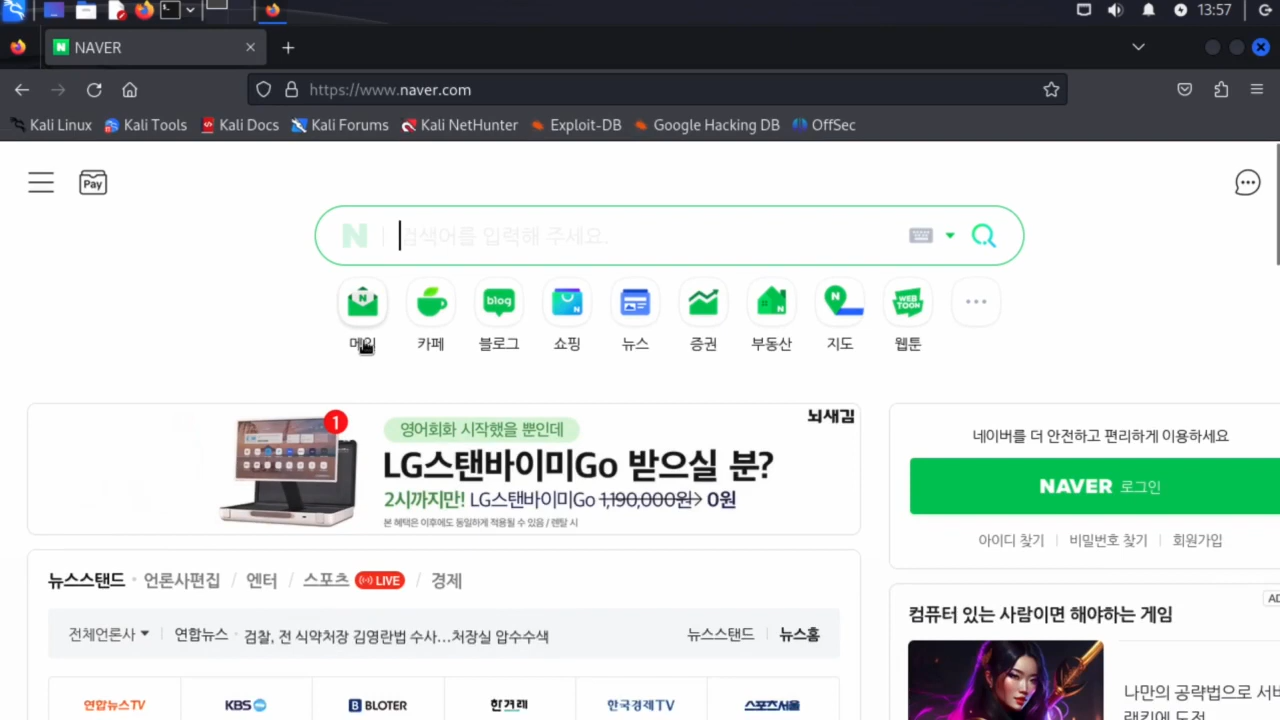 13:57
NAVER
https://www.naver.com
Kali Linux Kali Tools Kali Docs Kali Forums Kali NetHunter Exploit-DB Google Hacking DB OffSec
Pay
N 검색어를 입력해 주세요.
N blog N N WEB TOON
메일 카페 블로그 쇼핑 뉴스 증권 부동산 지도 웹툰
뇌새김
1
영어회화 시작했을 뿐인데
LG스탠바이미Go 받으실 분?
2시까지만! LG스탠바이미Go 1,190,000원> 0원
본 혜택은 이후에도 동일하게 적용될 수 있음 / 렌탈 시
네이버를 더 안전하고 편리하게 이용하세요
NAVER 로그인
아이디 찾기 비밀번호 찾기 회원가입
뉴스스탠드 · 언론사편집 / 엔터 / 스포츠 LIVE / 경제
전체언론사 연합뉴스 · 검찰, 전 식약처장 김영란법 수사…처장실 압수수색 뉴스스탠드 뉴스홈
연합뉴스TV KBS BLOTER 한겨레 한국경제TV 스포츠서울
AD
컴퓨터 있는 사람이면 해야하는 게임
나만의 공략법으로 서버
랭킹에 도전